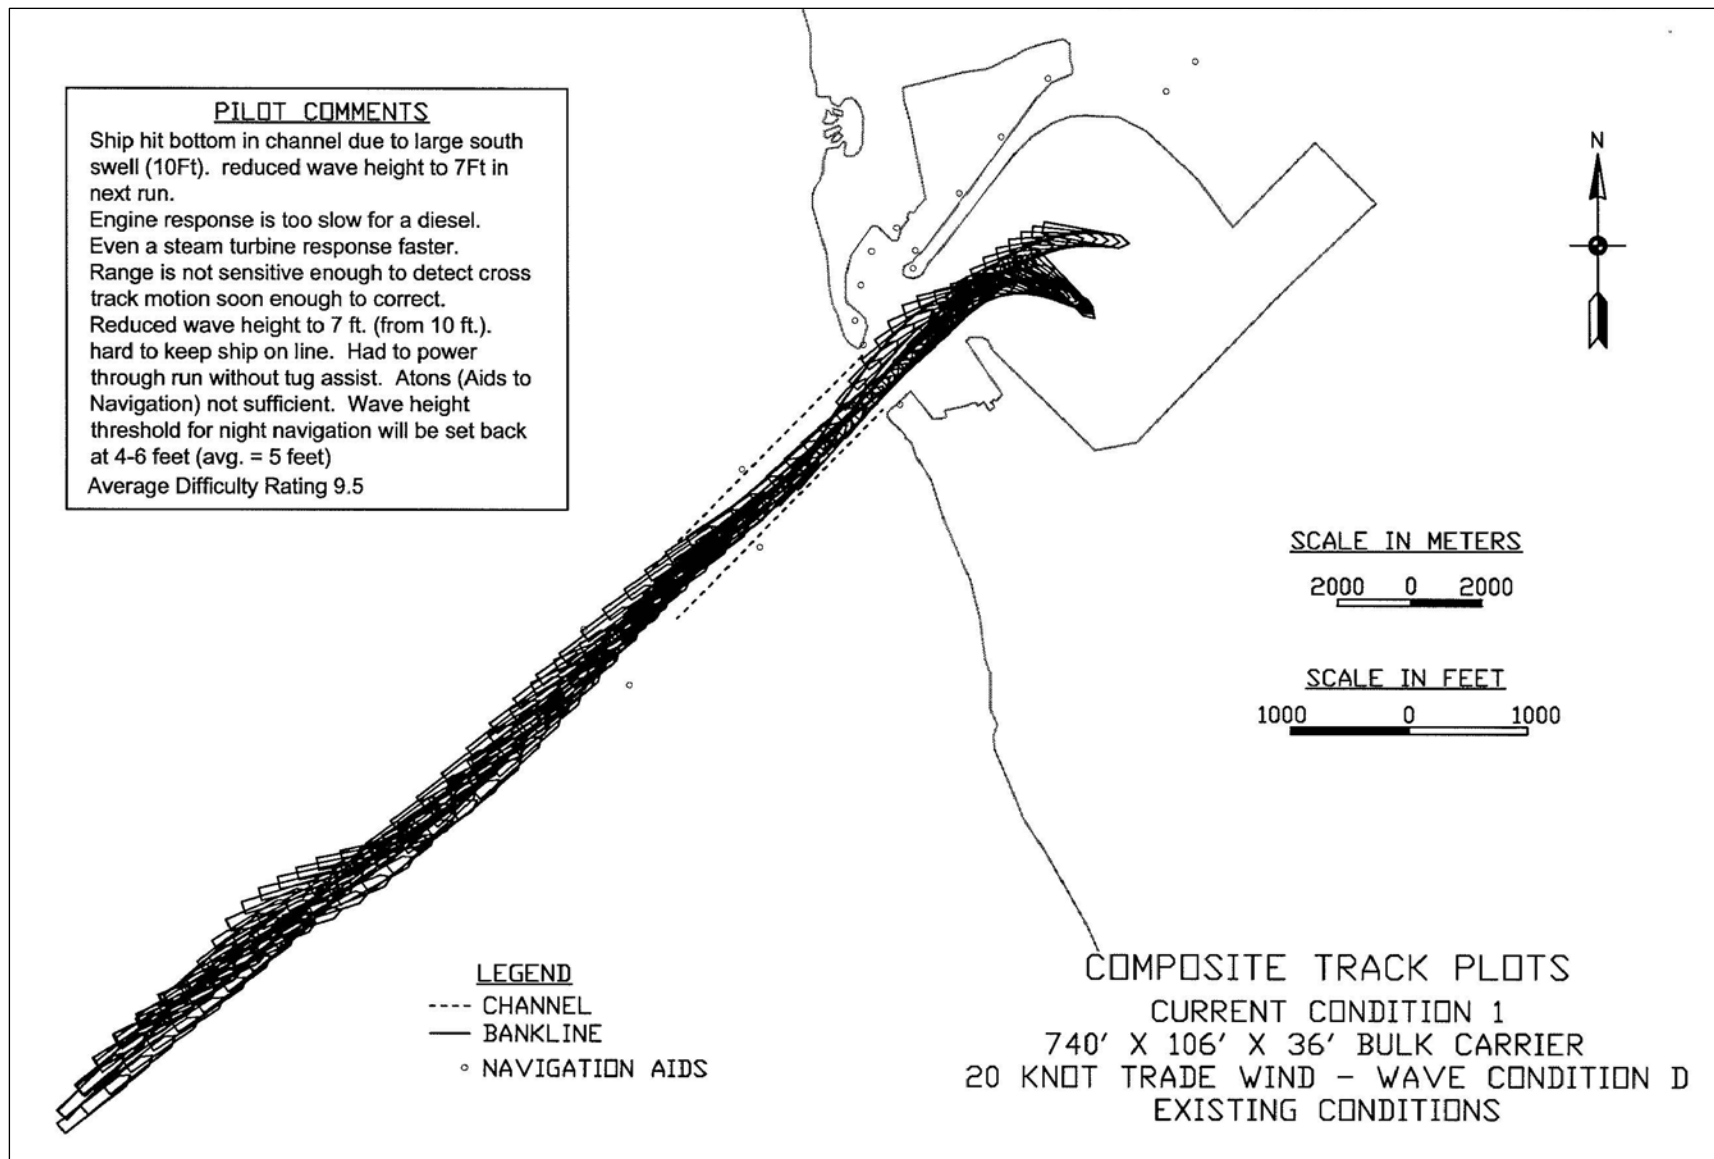 PILOT COMMENTS
Ship hit bottom in channel due to large south
swell (10Ft). reduced wave height to 7Ft in
next run.
Engine response is too slow for a diesel.
Even a steam turbine response faster.
Range is not sensitive enough to detect cross
track motion soon enough to correct.
Reduced wave height to 7 ft. (from 10 ft.).
hard to keep ship on line. Had to power
through run without tug assist. Atons (Aids to
Navigation) not sufficient. Wave height
threshold for night navigation will be set back
at 4-6 feet (avg. = 5 feet)
Average Difficulty Rating 9.5
N
SCALE IN METERS
2000 0 2000
SCALE IN FEET
1000 0 1000
LEGEND
CHANNEL
BANKLINE
NAVIGATION AIDS
COMPOSITE TRACK PLOTS
CURRENT CONDITION 1
740' X 106' X 36' BULK CARRIER
20 KNOT TRADE WIND - WAVE CONDITION D
EXISTING CONDITIONS